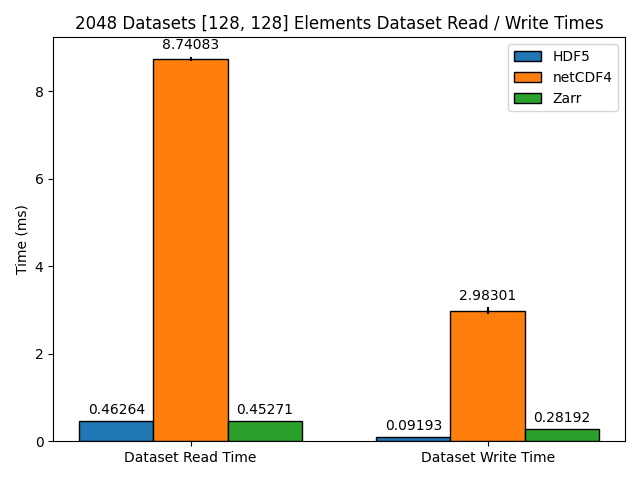 2048 Datasets [128, 128] Elements Dataset Read / Write Times
HDF5
netCDF4
Zarr
Time (ms)
8
6
4
2
0
8.74083
0.46264
0.45271
2.98301
0.09193
0.28192
Dataset Read Time
Dataset Write Time